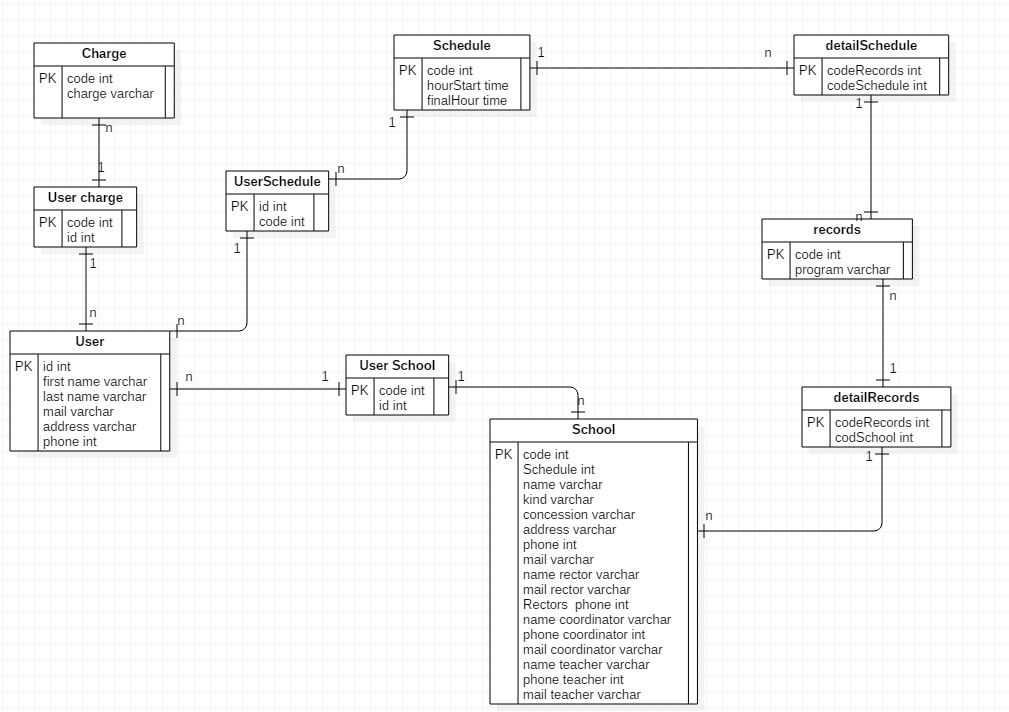 Charge
PK code int
charge varchar
n
1
User charge
PK code int
id int
1
n
User
PK id int
first name varchar
last name varchar
mail varchar
address varchar
phone int
n
1
UserSchedule
PK id int
code int
n
1
Schedule
PK code int
hourStart time
finalHour time
1
n
detailSchedule
PK codeRecords int
codeSchedule int
1
n
records
PK code int
program varchar
n
1
detailRecords
PK codeRecords int
codSchool int
1
n
n
1
User School
PK code int
id int
1
n
School
PK code int
Schedule int
name varchar
kind varchar
concession varchar
address varchar
phone int
mail varchar
name rector varchar
mail rector varchar
Rectors phone int
name coordinator varchar
phone coordinator int
mail coordinator varchar
name teacher varchar
phone teacher int
mail teacher varchar